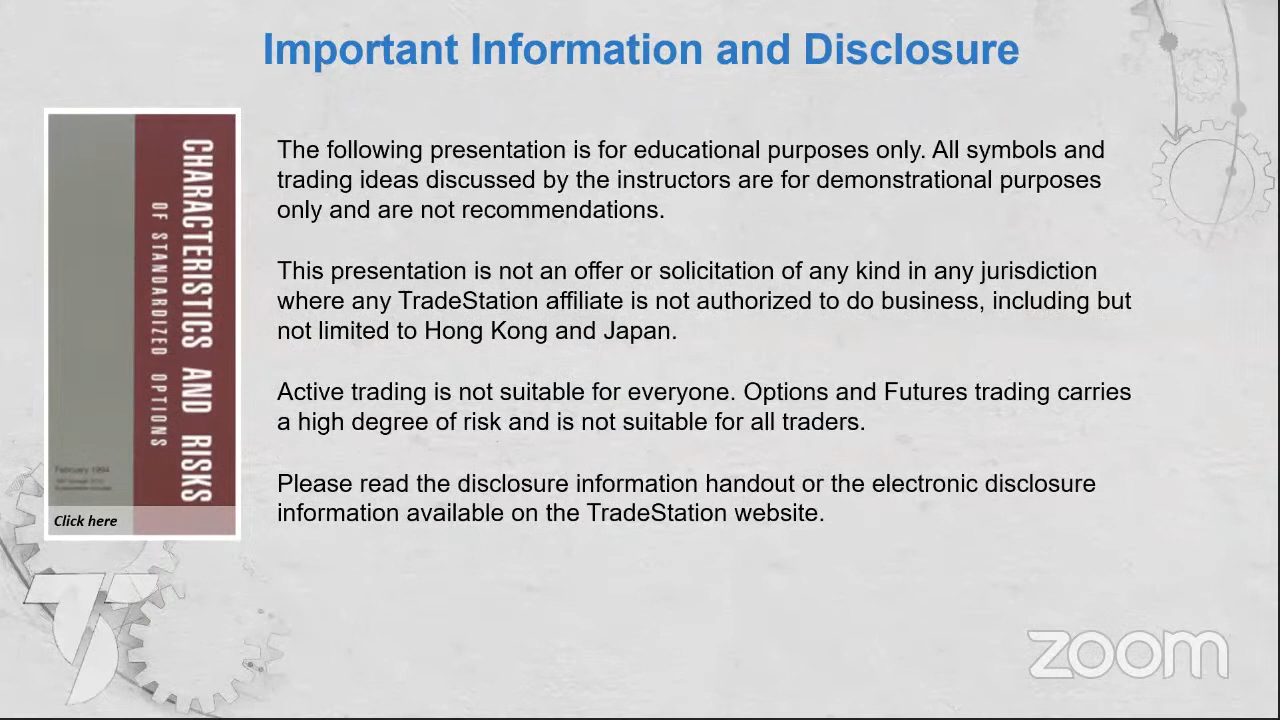 Important Information and Disclosure
CHARACTERISTICS AND RISKS
OF STANDARDIZED OPTIONS
February 1994
Click here
The following presentation is for educational purposes only. All symbols and
trading ideas discussed by the instructors are for demonstrational purposes
only and are not recommendations.
This presentation is not an offer or solicitation of any kind in any jurisdiction
where any TradeStation affiliate is not authorized to do business, including but
not limited to Hong Kong and Japan.
Active trading is not suitable for everyone. Options and Futures trading carries
a high degree of risk and is not suitable for all traders.
Please read the disclosure information handout or the electronic disclosure
information available on the TradeStation website.
zoom